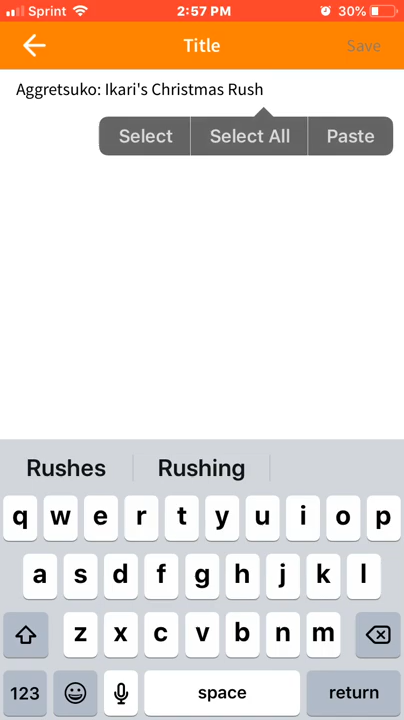 Sprint 2:57 PM 30%
Title Save
Aggretsuko: Ikari's Christmas Rush
Select Select All Paste
Rushes Rushing
q w e r t y u i o p
a s d f g h j k l
z x c v b n m
123 space return